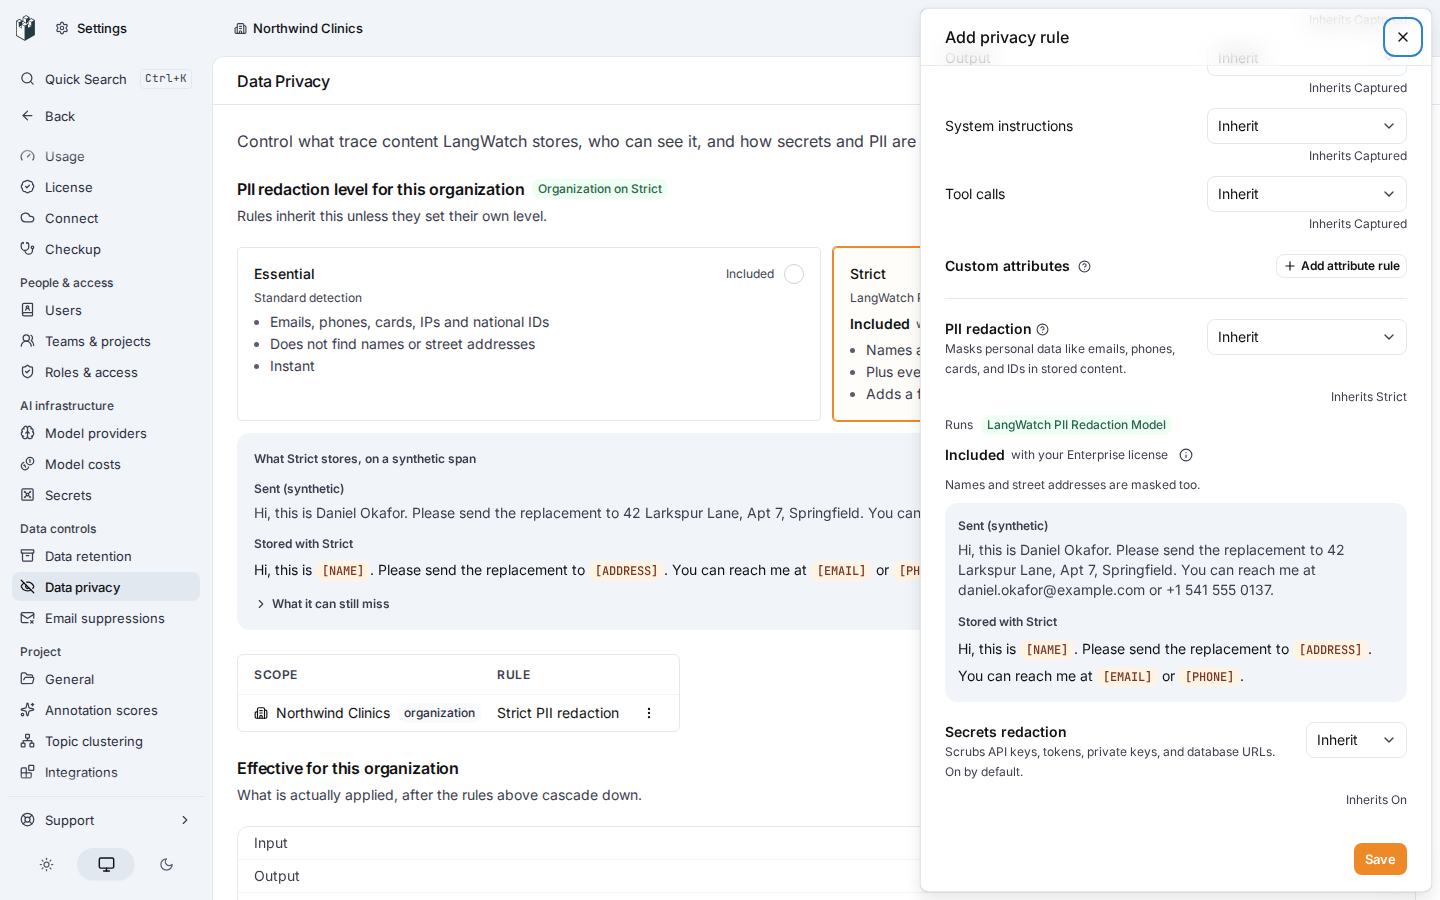 Settings
Northwind Clinics
Quick Search
Ctrl+K
Back
Usage
License
Connect
Checkup
People & access
Users
Teams & projects
Roles & access
AI infrastructure
Model providers
Model costs
Secrets
Data controls
Data retention
Data privacy
Email suppressions
Project
General
Annotation scores
Topic clustering
Integrations
Support
Data Privacy
Control what trace content LangWatch stores, who can see it, and how secrets and PII are
PII redaction level for this organization
Organization on Strict
Rules inherit this unless they set their own level.
Essential
Included
Standard detection
Emails, phones, cards, IPs and national IDs
Does not find names or street addresses
Instant
Strict
LangWatch
Included
Names
Plus
Adds a
What Strict stores, on a synthetic span
Sent (synthetic)
Hi, this is Daniel Okafor. Please send the replacement to 42 Larkspur Lane, Apt 7, Springfield. You can
Stored with Strict
Hi, this is [NAME] . Please send the replacement to [ADDRESS] . You can reach me at [EMAIL] or [PH
What it can still miss
SCOPE
RULE
Northwind Clinics
organization
Strict PII redaction
Effective for this organization
What is actually applied, after the rules above cascade down.
Input
Output
Add privacy rule
Inherits Captured
Output
Inherit
Inherits Captured
System instructions
Inherit
Inherits Captured
Tool calls
Inherit
Inherits Captured
Custom attributes
Add attribute rule
PII redaction
Inherit
Masks personal data like emails, phones,
cards, and IDs in stored content.
Inherits Strict
Runs
LangWatch PII Redaction Model
Included with your Enterprise license
Names and street addresses are masked too.
Sent (synthetic)
Hi, this is Daniel Okafor. Please send the replacement to 42
Larkspur Lane, Apt 7, Springfield. You can reach me at
daniel.okafor@example.com or +1 541 555 0137.
Stored with Strict
Hi, this is [NAME] . Please send the replacement to [ADDRESS] .
You can reach me at [EMAIL] or [PHONE] .
Secrets redaction
Inherit
Scrubs API keys, tokens, private keys, and database URLs.
On by default.
Inherits On
Save